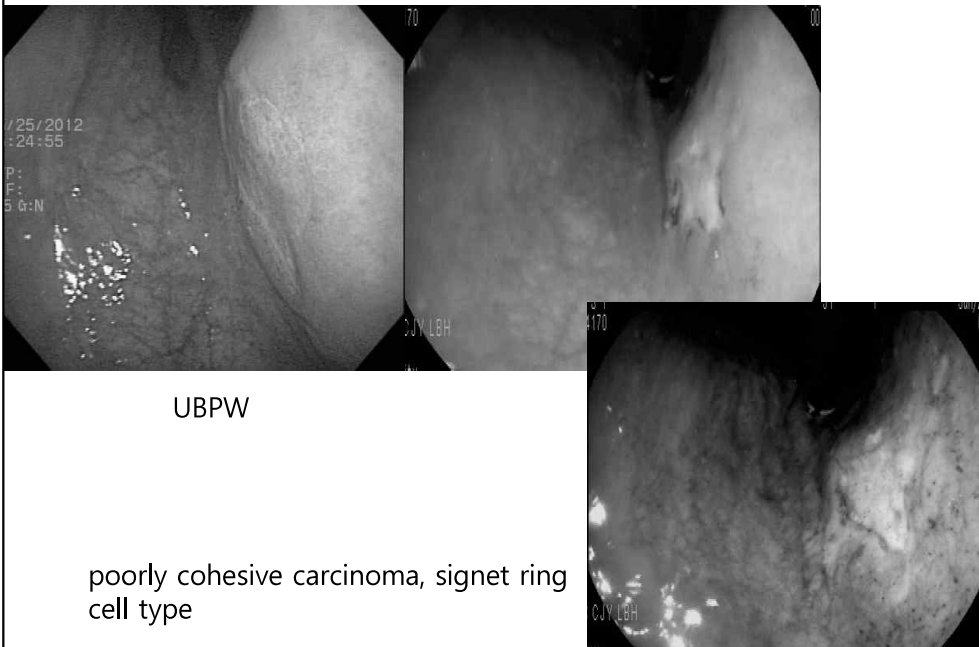 /25/2012
:24:55
P:
F:
5 G:N
170
00
CJY LBH
4170
CJY LBH
UBPW
poorly cohesive carcinoma, signet ring
cell type